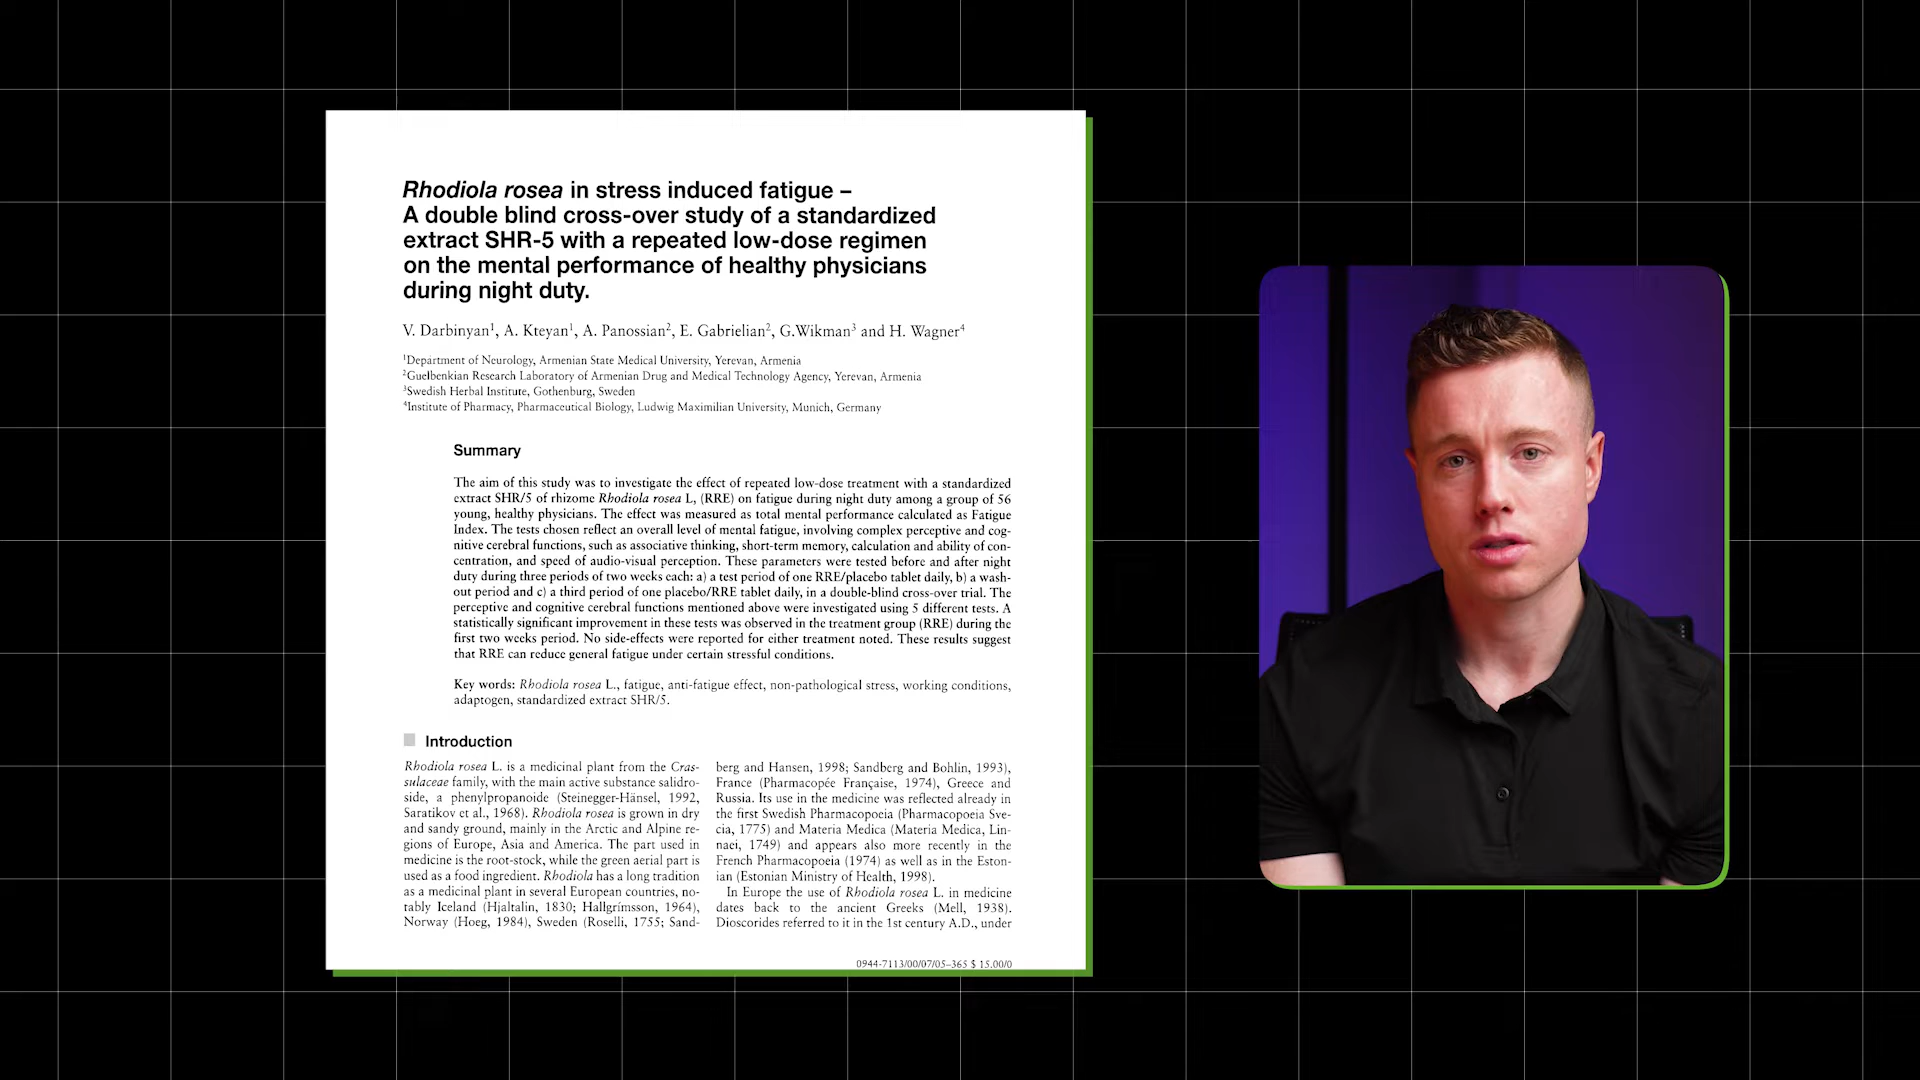 Rhodiola rosea in stress induced fatigue –
A double blind cross-over study of a standardized
extract SHR-5 with a repeated low-dose regimen
on the mental performance of healthy physicians
during night duty.
V. Darbinyan¹, A. Kteyan¹, A. Panossian², E. Gabrielian², G.Wikman³ and H. Wagner⁴
¹Department of Neurology, Armenian State Medical University, Yerevan, Armenia
²Guelbenkian Research Laboratory of Armenian Drug and Medical Technology Agency, Yerevan, Armenia
³Swedish Herbal Institute, Gothenburg, Sweden
⁴Institute of Pharmacy, Pharmaceutical Biology, Ludwig Maximilian University, Munich, Germany
Summary
The aim of this study was to investigate the effect of repeated low-dose treatment with a standardized
extract SHR/5 of rhizome Rhodiola rosea L, (RRE) on fatigue during night duty among a group of 56
young, healthy physicians. The effect was measured as total mental performance calculated as Fatigue
Index. The tests chosen reflect an overall level of mental fatigue, involving complex perceptive and cog-
nitive cerebral functions, such as associative thinking, short-term memory, calculation and ability of con-
centration, and speed of audio-visual perception. These parameters were tested before and after night
duty during three periods of two weeks each: a) a test period of one RRE/placebo tablet daily, b) a wash-
out period and c) a third period of one placebo/RRE tablet daily, in a double-blind cross-over trial. The
perceptive and cognitive cerebral functions mentioned above were investigated using 5 different tests. A
statistically significant improvement in these tests was observed in the treatment group (RRE) during the
first two weeks period. No side-effects were reported for either treatment noted. These results suggest
that RRE can reduce general fatigue under certain stressful conditions.
Key words: Rhodiola rosea L., fatigue, anti-fatigue effect, non-pathological stress, working conditions,
adaptogen, standardized extract SHR/5.
Introduction
Rhodiola rosea L. is a medicinal plant from the Cras-
sulaceae family, with the main active substance salidro-
side, a phenylpropanoide (Steinegger-Hänsel, 1992,
Saratikov et al., 1968). Rhodiola rosea is grown in dry
and sandy ground, mainly in the Arctic and Alpine re-
gions of Europe, Asia and America. The part used in
medicine is the root-stock, while the green aerial part is
used as a food ingredient. Rhodiola has a long tradition
as a medicinal plant in several European countries, no-
tably Iceland (Hjaltalin, 1830; Hallgrímsson, 1964),
Norway (Hoeg, 1984), Sweden (Roselli, 1755; Sand-
berg and Hansen, 1998; Sandberg and Bohlin, 1993),
France (Pharmacopée Française, 1974), Greece and
Russia. Its use in the medicine was reflected already in
the first Swedish Pharmacopoeia (Pharmacopoeia Sve-
cia, 1775) and Materia Medica (Materia Medica, Lin-
naei, 1749) and appears also more recently in the
French Pharmacopoeia (1974) as well as in the Eston-
ian (Estonian Ministry of Health, 1998).
In Europe the use of Rhodiola rosea L. in medicine
dates back to the ancient Greeks (Mell, 1938).
Dioscorides referred to it in the 1st century A.D., under
0944-7113/00/07/05–365 $ 15.00/0